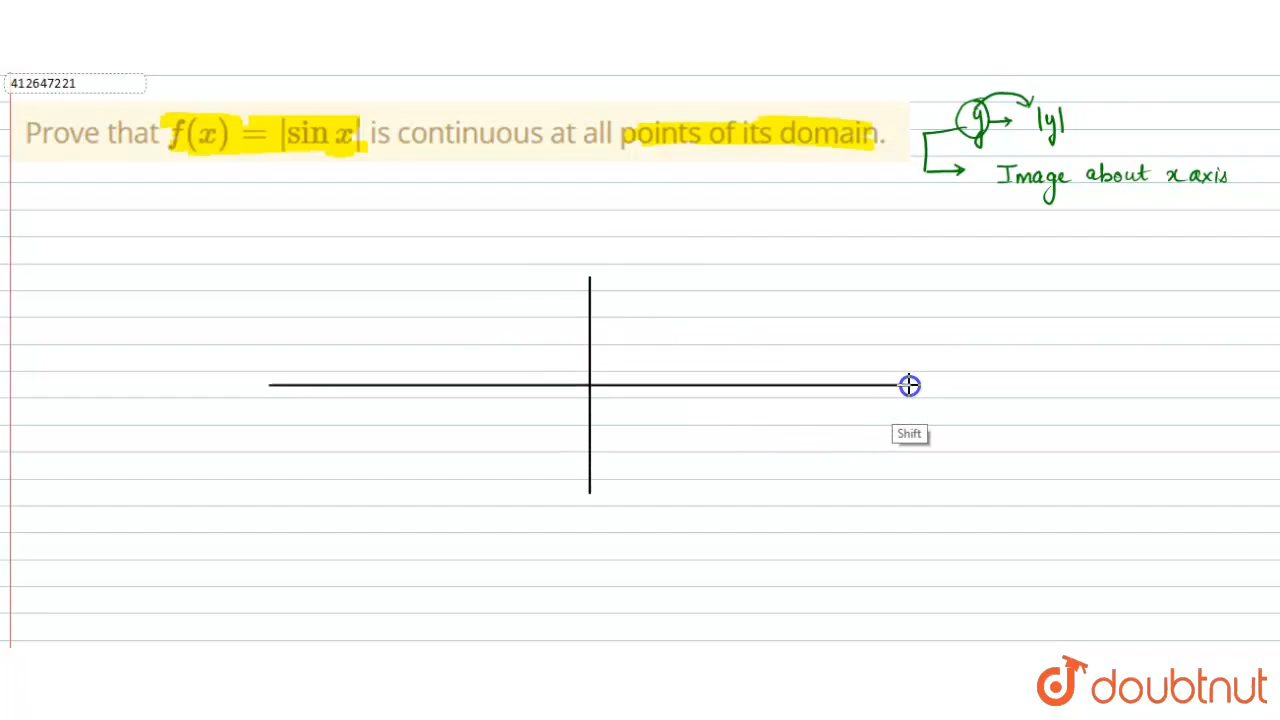 412647221
Prove that f(x) = |sin x| is continuous at all points of its domain.
y → |y|
Image about x axis
Shift
doubtnut